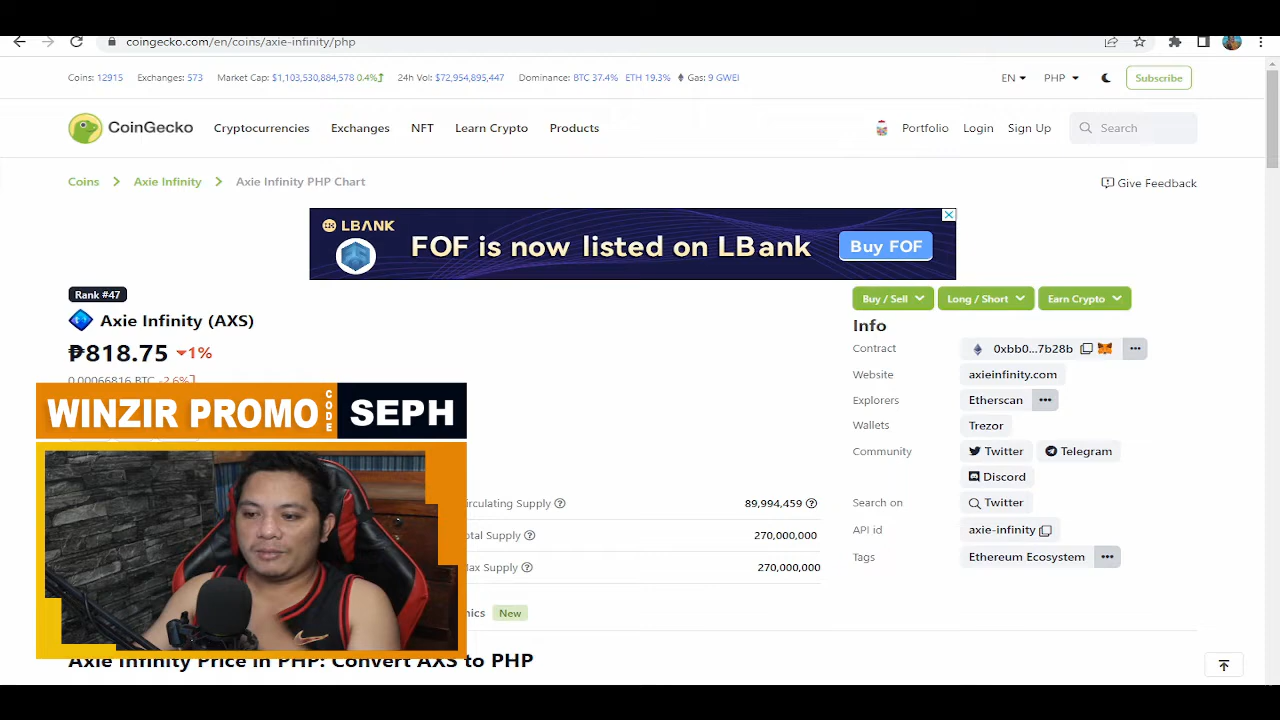 coingecko.com/en/coins/axie-infinity/php
Coins: 12915 Exchanges: 573 Market Cap: $1,103,530,884,578 0.4% 24h Vol: $72,954,895,447 Dominance: BTC 37.4% ETH 19.3% Gas: 9 GWEI
EN PHP Subscribe
CoinGecko Cryptocurrencies Exchanges NFT Learn Crypto Products
Portfolio Login Sign Up Search
Coins Axie Infinity Axie Infinity PHP Chart
Give Feedback
LBANK
FOF is now listed on LBank
Buy FOF
Rank #47
Axie Infinity (AXS)
₱818.75 1%
0.00066816 BTC -2.6%
WINZIR PROMO CODE SEPH
irculating Supply 89,994,459
tal Supply 270,000,000
ax Supply 270,000,000
ics New
Axie Infinity Price in PHP: Convert AXS to PHP
Buy / Sell Long / Short Earn Crypto
Info
Contract 0xbb0...7b28b
Website axieinfinity.com
Explorers Etherscan
Wallets Trezor
Community Twitter Telegram
Discord
Search on Twitter
API id axie-infinity
Tags Ethereum Ecosystem